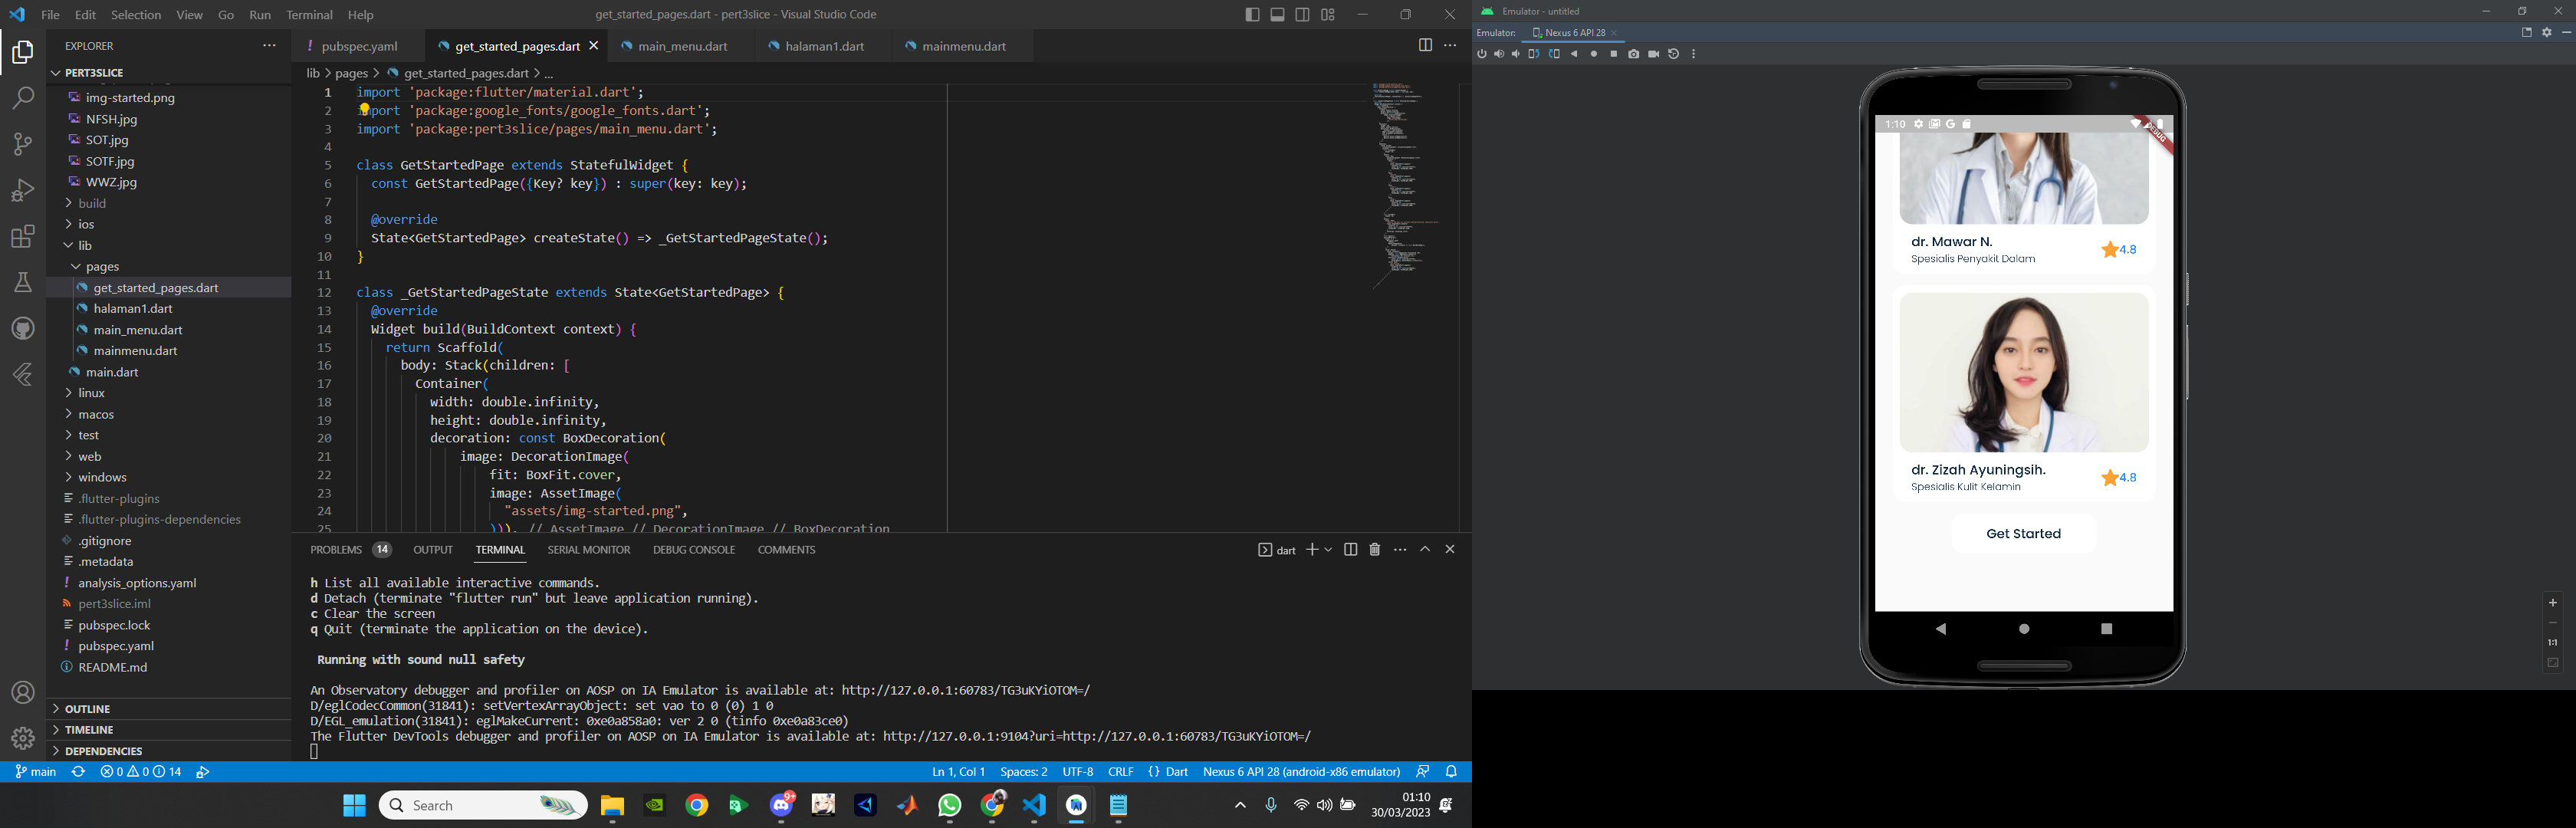 File Edit Selection View Go Run Terminal Help
get_started_pages.dart - pert3slice - Visual Studio Code
EXPLORER
PERT3SLICE
img-started.png
NFSH.jpg
SOT.jpg
SOTF.jpg
WWZ.jpg
build
ios
lib
pages
get_started_pages.dart
halaman1.dart
main_menu.dart
mainmenu.dart
main.dart
linux
macos
test
web
windows
.flutter-plugins
.flutter-plugins-dependencies
.gitignore
.metadata
analysis_options.yaml
pert3slice.iml
pubspec.lock
pubspec.yaml
README.md
OUTLINE
TIMELINE
DEPENDENCIES
pubspec.yaml get_started_pages.dart main_menu.dart halaman1.dart mainmenu.dart
lib > pages > get_started_pages.dart > ...
1 import 'package:flutter/material.dart';
2 import 'package:google_fonts/google_fonts.dart';
3 import 'package:pert3slice/pages/main_menu.dart';
4
5 class GetStartedPage extends StatefulWidget {
6 const GetStartedPage({Key? key}) : super(key: key);
7
8 @override
9 State<GetStartedPage> createState() => _GetStartedPageState();
10 }
11
12 class _GetStartedPageState extends State<GetStartedPage> {
13 @override
14 Widget build(BuildContext context) {
15 return Scaffold(
16 body: Stack(children: [
17 Container(
18 width: double.infinity,
19 height: double.infinity,
20 decoration: const BoxDecoration(
21 image: DecorationImage(
22 fit: BoxFit.cover,
23 image: AssetImage(
24 "assets/img-started.png",
25 ))), // AssetImage // DecorationImage // BoxDecoration
PROBLEMS 14 OUTPUT TERMINAL SERIAL MONITOR DEBUG CONSOLE COMMENTS
dart
h List all available interactive commands.
d Detach (terminate "flutter run" but leave application running).
c Clear the screen
q Quit (terminate the application on the device).
Running with sound null safety
An Observatory debugger and profiler on AOSP on IA Emulator is available at: http://127.0.0.1:60783/TG3uKYiOTOM=/
D/eglCodecCommon(31841): setVertexArrayObject: set vao to 0 (0) 1 0
D/EGL_emulation(31841): eglMakeCurrent: 0xe0a858a0: ver 2 0 (tinfo 0xe0a83ce0)
The Flutter DevTools debugger and profiler on AOSP on IA Emulator is available at: http://127.0.0.1:9104?uri=http://127.0.0.1:60783/TG3uKYiOTOM=/
main 0 0 14
Ln 1, Col 1 Spaces: 2 UTF-8 CRLF {} Dart Nexus 6 API 28 (android-x86 emulator)
Search
9+
01:10
30/03/2023
Emulator - untitled
Emulator: Nexus 6 API 28
1:10
DEBUG
dr. Mawar N.
Spesialis Penyakit Dalam
4.8
dr. Zizah Ayuningsih.
Spesialis Kulit Kelamin
4.8
Get Started
1:1